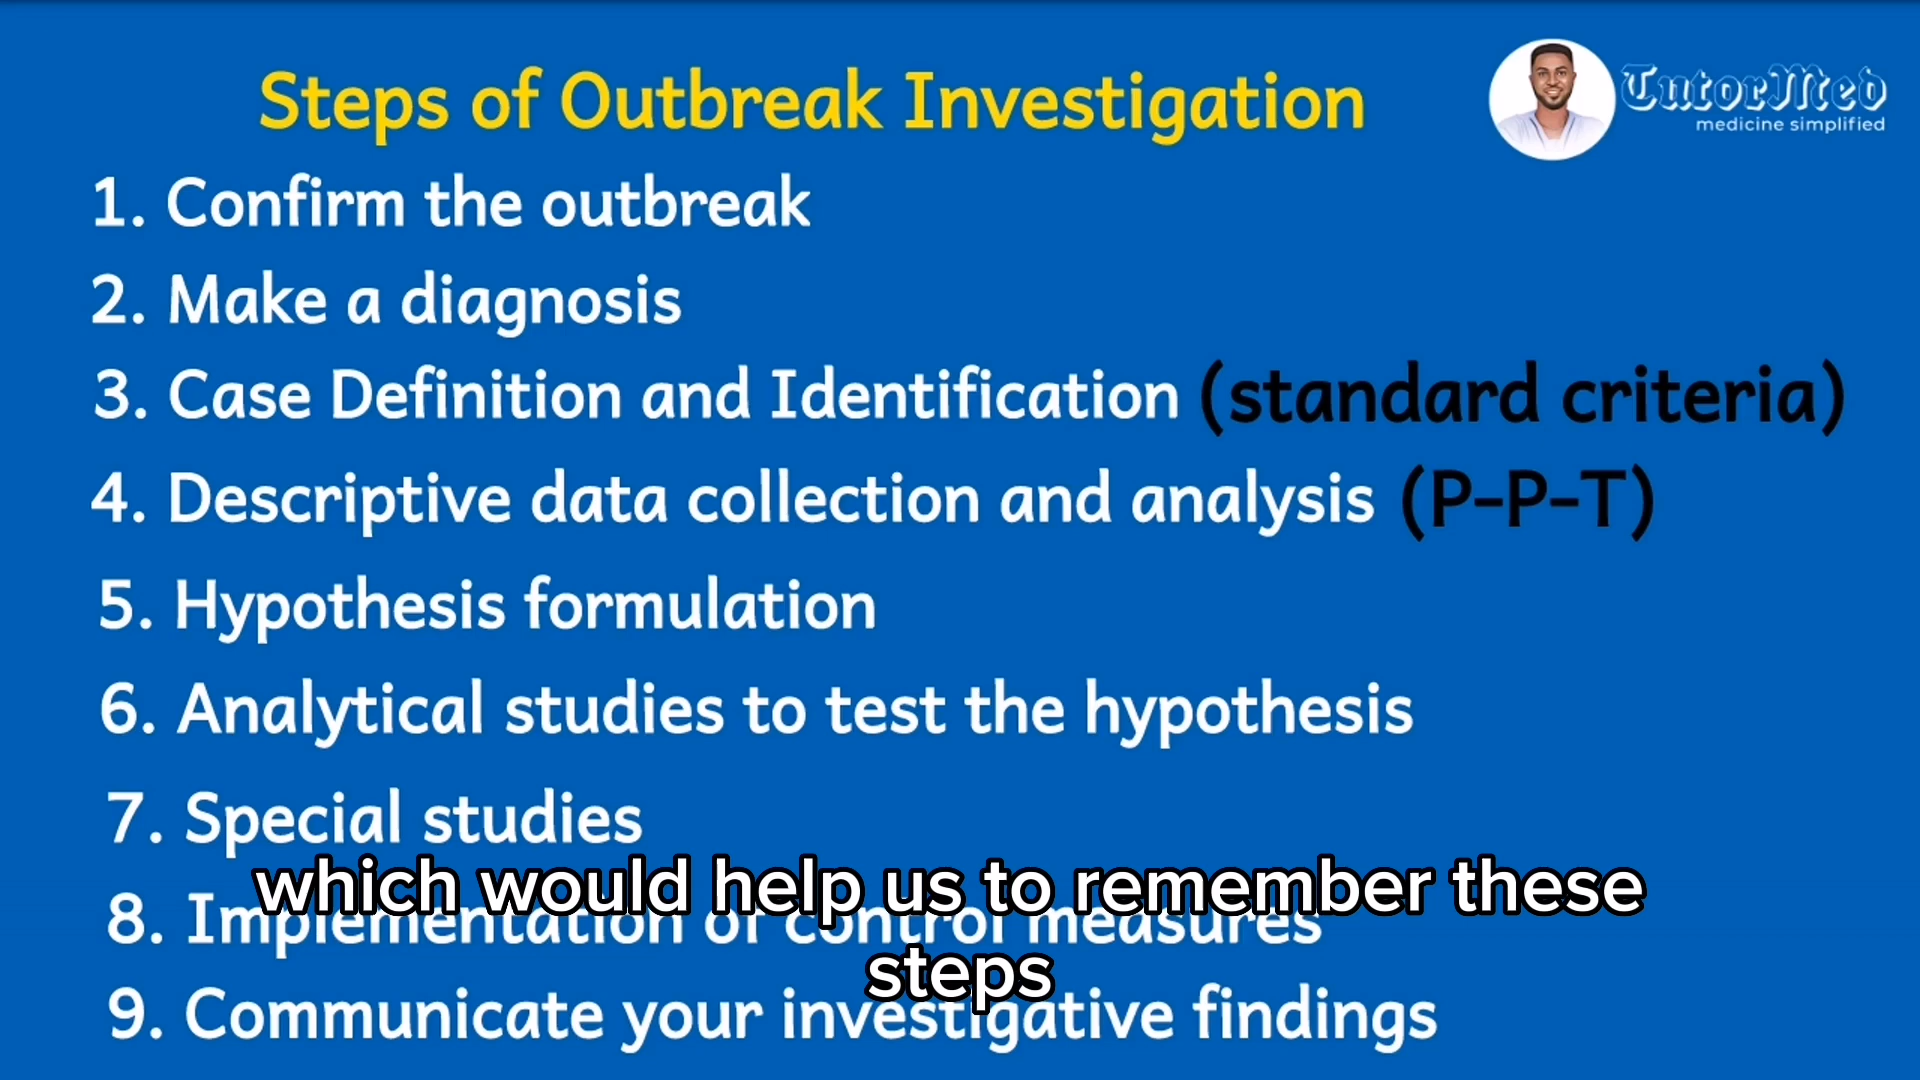 Steps of Outbreak Investigation
TutorMed
medicine simplified
1. Confirm the outbreak
2. Make a diagnosis
3. Case Definition and Identification (standard criteria)
4. Descriptive data collection and analysis (P-P-T)
5. Hypothesis formulation
6. Analytical studies to test the hypothesis
7. Special studies
which would help us to remember these
8. Implementation of control measures
steps
9. Communicate your investigative findings